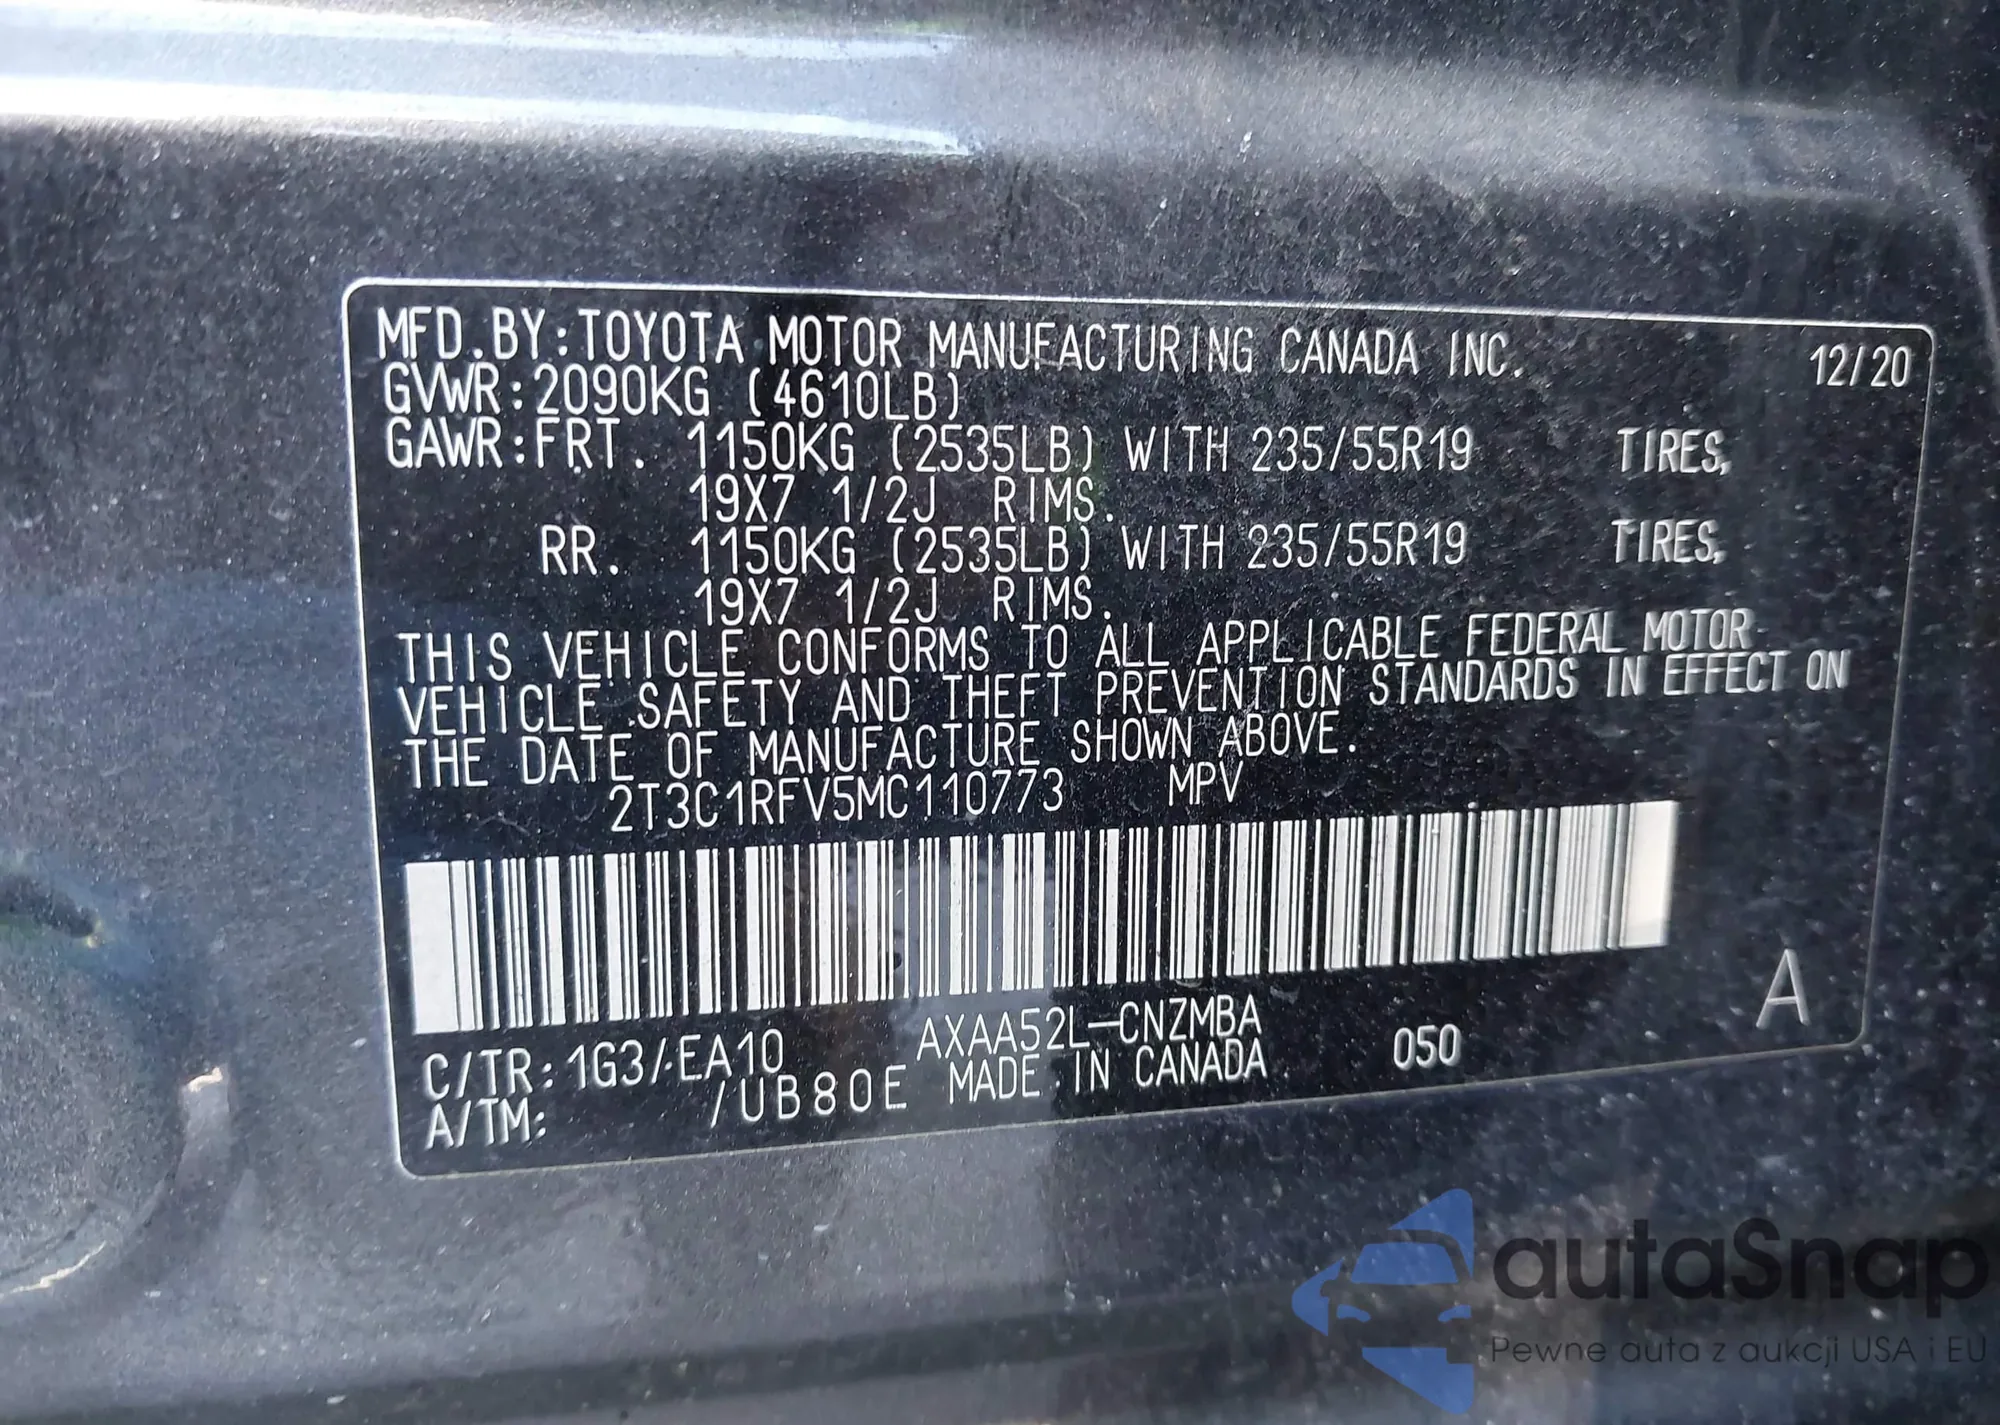 MFD.BY:TOYOTA MOTOR MANUFACTURING CANADA INC. 12/20
GVWR:2090KG (4610LB)
GAWR:FRT. 1150KG (2535LB) WITH 235/55R19 TIRES,
19X7 1/2J RIMS.
RR. 1150KG (2535LB) WITH 235/55R19 TIRES,
19X7 1/2J RIMS.
THIS VEHICLE CONFORMS TO ALL APPLICABLE FEDERAL MOTOR
VEHICLE SAFETY AND THEFT PREVENTION STANDARDS IN EFFECT ON
THE DATE OF MANUFACTURE SHOWN ABOVE.
2T3C1RFV5MC110773 MPV
C/TR:1G3/EA10 AXAA52L-CNZMBA
A/TM: /UB80E MADE IN CANADA 050 A
autaSnap
Pewne auta z aukcji USA i EU